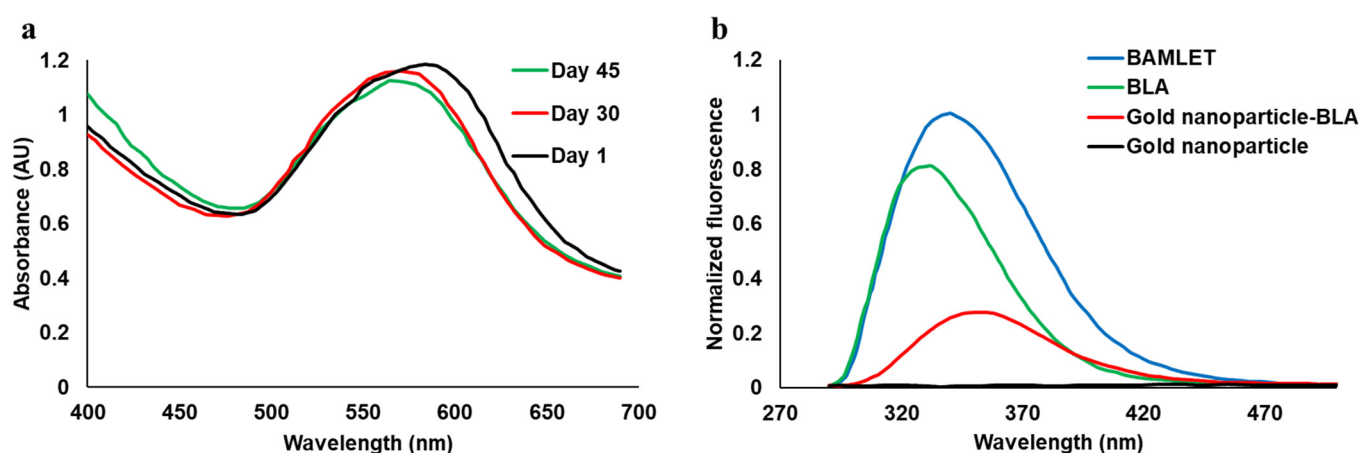 a
Absorbance (AU)
1.2
1
0.8
0.6
0.4
0.2
0
400 450 500 550 600 650 700
Wavelength (nm)
Day 45
Day 30
Day 1
b
Normalized fluorescence
1.2
1
0.8
0.6
0.4
0.2
0
270 320 370 420 470
Wavelength (nm)
BAMLET
BLA
Gold nanoparticle-BLA
Gold nanoparticle